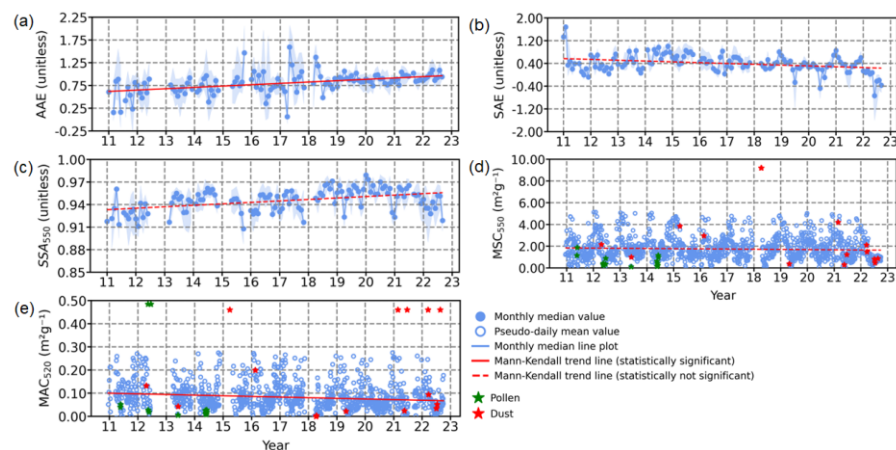 (a)
AAE (unitless)
2.25
1.75
1.25
0.75
0.25
-0.25
11 12 13 14 15 16 17 18 19 20 21 22 23
(b)
SAE (unitless)
2.00
1.20
0.40
-0.40
-1.20
-2.00
11 12 13 14 15 16 17 18 19 20 21 22 23
(c)
SSA550 (unitless)
1.00
0.97
0.94
0.91
0.88
0.85
11 12 13 14 15 16 17 18 19 20 21 22 23
(d)
MSC550 (m²g⁻¹)
10.00
8.00
6.00
4.00
2.00
0.00
11 12 13 14 15 16 17 18 19 20 21 22 23
Year
(e)
MAC520 (m²g⁻¹)
0.50
0.40
0.30
0.20
0.10
0.00
11 12 13 14 15 16 17 18 19 20 21 22 23
Year
Monthly median value
Pseudo-daily mean value
Monthly median line plot
Mann-Kendall trend line (statistically significant)
Mann-Kendall trend line (statistically not significant)
Pollen
Dust